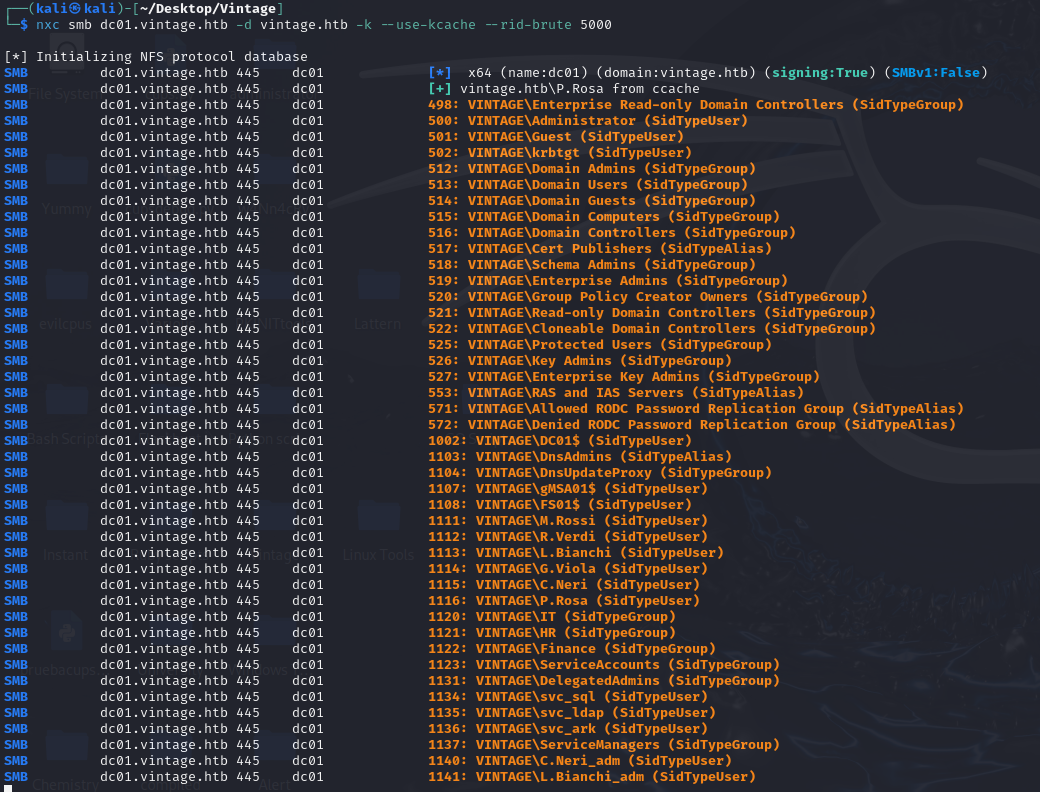 ┌──(kali㉿kali)-[~/Desktop/Vintage]
└─$ nxc smb dc01.vintage.htb -d vintage.htb -k --use-kcache --rid-brute 5000
[*] Initializing NFS protocol database
SMB dc01.vintage.htb 445 dc01 [*] x64 (name:dc01) (domain:vintage.htb) (signing:True) (SMBv1:False)
SMB dc01.vintage.htb 445 dc01 [+] vintage.htb\P.Rosa from ccache
SMB dc01.vintage.htb 445 dc01 498: VINTAGE\Enterprise Read-only Domain Controllers (SidTypeGroup)
SMB dc01.vintage.htb 445 dc01 500: VINTAGE\Administrator (SidTypeUser)
SMB dc01.vintage.htb 445 dc01 501: VINTAGE\Guest (SidTypeUser)
SMB dc01.vintage.htb 445 dc01 502: VINTAGE\krbtgt (SidTypeUser)
SMB dc01.vintage.htb 445 dc01 512: VINTAGE\Domain Admins (SidTypeGroup)
SMB dc01.vintage.htb 445 dc01 513: VINTAGE\Domain Users (SidTypeGroup)
SMB dc01.vintage.htb 445 dc01 514: VINTAGE\Domain Guests (SidTypeGroup)
SMB dc01.vintage.htb 445 dc01 515: VINTAGE\Domain Computers (SidTypeGroup)
SMB dc01.vintage.htb 445 dc01 516: VINTAGE\Domain Controllers (SidTypeGroup)
SMB dc01.vintage.htb 445 dc01 517: VINTAGE\Cert Publishers (SidTypeAlias)
SMB dc01.vintage.htb 445 dc01 518: VINTAGE\Schema Admins (SidTypeGroup)
SMB dc01.vintage.htb 445 dc01 519: VINTAGE\Enterprise Admins (SidTypeGroup)
SMB dc01.vintage.htb 445 dc01 520: VINTAGE\Group Policy Creator Owners (SidTypeGroup)
SMB dc01.vintage.htb 445 dc01 521: VINTAGE\Read-only Domain Controllers (SidTypeGroup)
SMB dc01.vintage.htb 445 dc01 522: VINTAGE\Cloneable Domain Controllers (SidTypeGroup)
SMB dc01.vintage.htb 445 dc01 525: VINTAGE\Protected Users (SidTypeGroup)
SMB dc01.vintage.htb 445 dc01 526: VINTAGE\Key Admins (SidTypeGroup)
SMB dc01.vintage.htb 445 dc01 527: VINTAGE\Enterprise Key Admins (SidTypeGroup)
SMB dc01.vintage.htb 445 dc01 553: VINTAGE\RAS and IAS Servers (SidTypeAlias)
SMB dc01.vintage.htb 445 dc01 571: VINTAGE\Allowed RODC Password Replication Group (SidTypeAlias)
SMB dc01.vintage.htb 445 dc01 572: VINTAGE\Denied RODC Password Replication Group (SidTypeAlias)
SMB dc01.vintage.htb 445 dc01 1002: VINTAGE\DC01$ (SidTypeUser)
SMB dc01.vintage.htb 445 dc01 1103: VINTAGE\DnsAdmins (SidTypeAlias)
SMB dc01.vintage.htb 445 dc01 1104: VINTAGE\DnsUpdateProxy (SidTypeGroup)
SMB dc01.vintage.htb 445 dc01 1107: VINTAGE\gMSA01$ (SidTypeUser)
SMB dc01.vintage.htb 445 dc01 1108: VINTAGE\FS01$ (SidTypeUser)
SMB dc01.vintage.htb 445 dc01 1111: VINTAGE\M.Rossi (SidTypeUser)
SMB dc01.vintage.htb 445 dc01 1112: VINTAGE\R.Verdi (SidTypeUser)
SMB dc01.vintage.htb 445 dc01 1113: VINTAGE\L.Bianchi (SidTypeUser)
SMB dc01.vintage.htb 445 dc01 1114: VINTAGE\G.Viola (SidTypeUser)
SMB dc01.vintage.htb 445 dc01 1115: VINTAGE\C.Neri (SidTypeUser)
SMB dc01.vintage.htb 445 dc01 1116: VINTAGE\P.Rosa (SidTypeUser)
SMB dc01.vintage.htb 445 dc01 1120: VINTAGE\IT (SidTypeGroup)
SMB dc01.vintage.htb 445 dc01 1121: VINTAGE\HR (SidTypeGroup)
SMB dc01.vintage.htb 445 dc01 1122: VINTAGE\Finance (SidTypeGroup)
SMB dc01.vintage.htb 445 dc01 1123: VINTAGE\ServiceAccounts (SidTypeGroup)
SMB dc01.vintage.htb 445 dc01 1131: VINTAGE\DelegatedAdmins (SidTypeGroup)
SMB dc01.vintage.htb 445 dc01 1134: VINTAGE\svc_sql (SidTypeUser)
SMB dc01.vintage.htb 445 dc01 1135: VINTAGE\svc_ldap (SidTypeUser)
SMB dc01.vintage.htb 445 dc01 1136: VINTAGE\svc_ark (SidTypeUser)
SMB dc01.vintage.htb 445 dc01 1137: VINTAGE\ServiceManagers (SidTypeGroup)
SMB dc01.vintage.htb 445 dc01 1140: VINTAGE\C.Neri_adm (SidTypeUser)
SMB dc01.vintage.htb 445 dc01 1141: VINTAGE\L.Bianchi_adm (SidTypeUser)